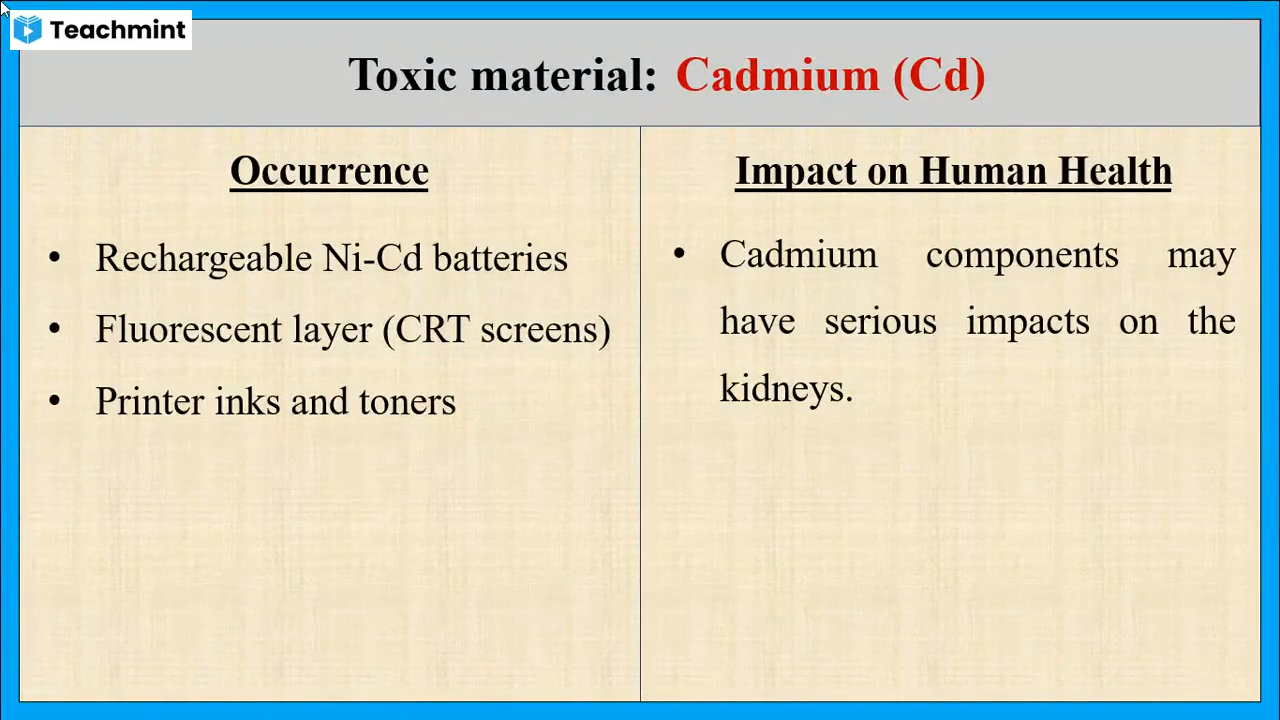 Teachmint
Toxic material: Cadmium (Cd)
Occurrence
• Rechargeable Ni-Cd batteries
• Fluorescent layer (CRT screens)
• Printer inks and toners
Impact on Human Health
• Cadmium components may
have serious impacts on the
kidneys.